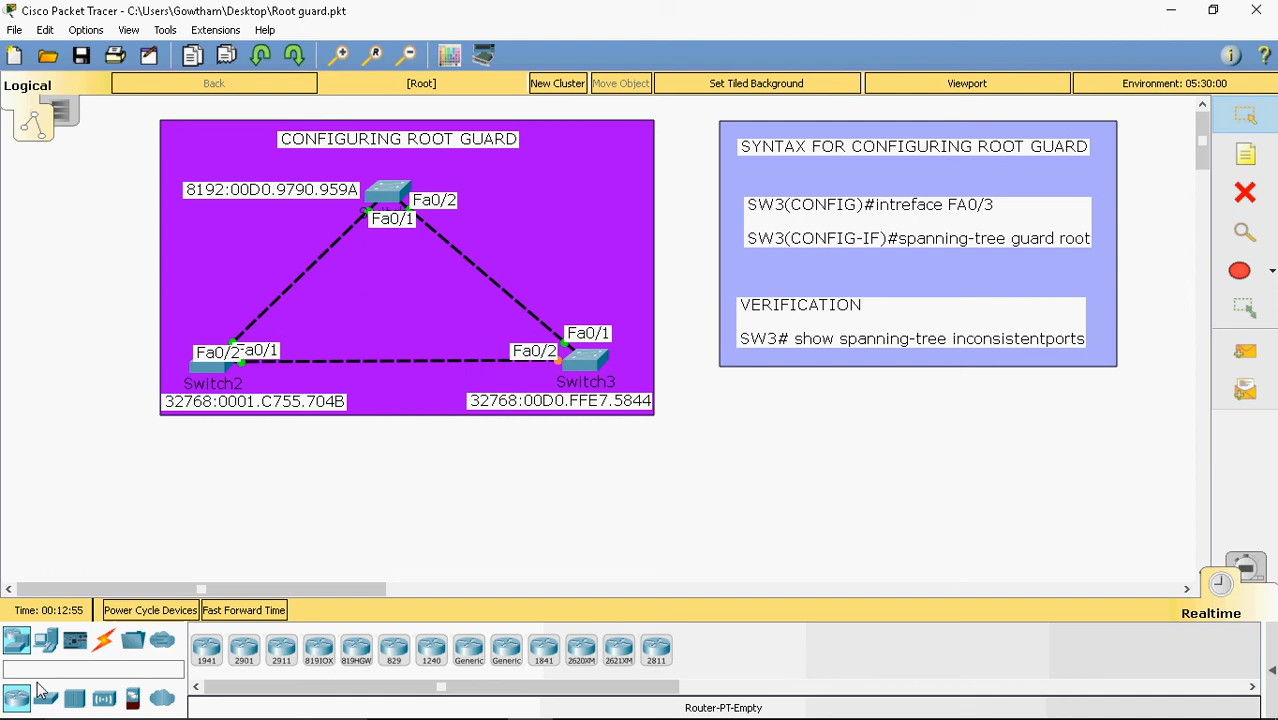 Cisco Packet Tracer - C:\Users\Gowtham\Desktop\Root guard.pkt
File Edit Options View Tools Extensions Help
Logical Back [Root] New Cluster Move Object Set Tiled Background Viewport Environment: 05:30:00
CONFIGURING ROOT GUARD
8192:00D0.9790.959A
Fa0/2
Fa0/1
Fa0/1
Fa0/2
Fa0/1
Fa0/2
Switch2
Switch3
32768:0001.C755.704B
32768:00D0.FFE7.5844
SYNTAX FOR CONFIGURING ROOT GUARD
SW3(CONFIG)#intreface FA0/3
SW3(CONFIG-IF)#spanning-tree guard root
VERIFICATION
SW3# show spanning-tree inconsistentports
Time: 00:12:55 Power Cycle Devices Fast Forward Time
Realtime
1941 2901 2911 819IOX 819HGW 829 1240 Generic Generic 1841 2620XM 2621XM 2811
Router-PT-Empty